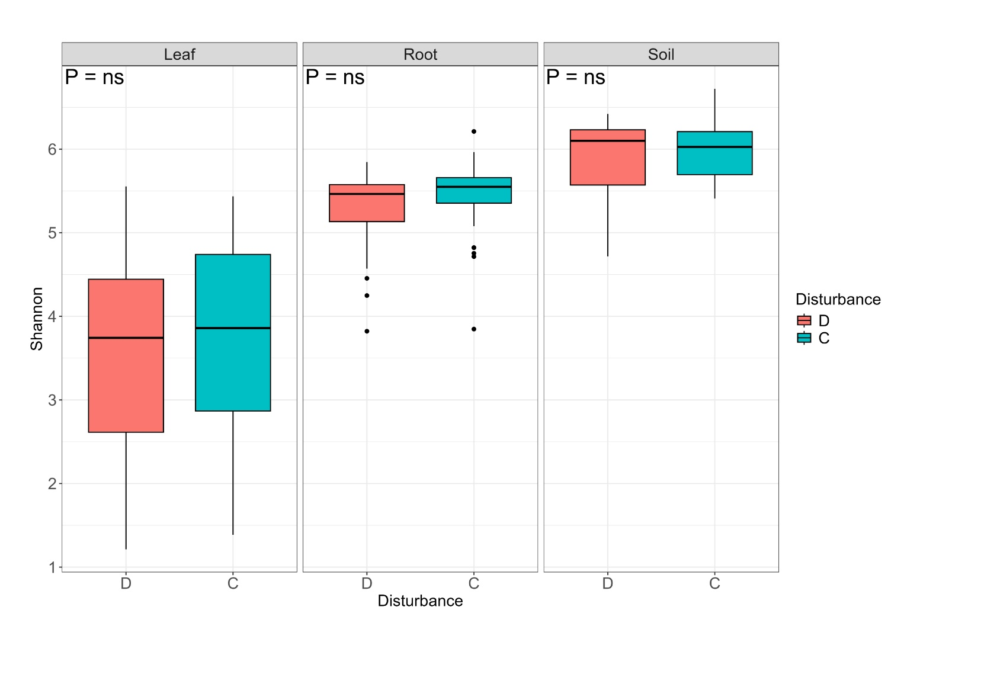 Leaf
Root
Soil
P = ns
P = ns
P = ns
6
5
4
3
2
1
Shannon
D
C
D
C
D
C
Disturbance
Disturbance
D
C